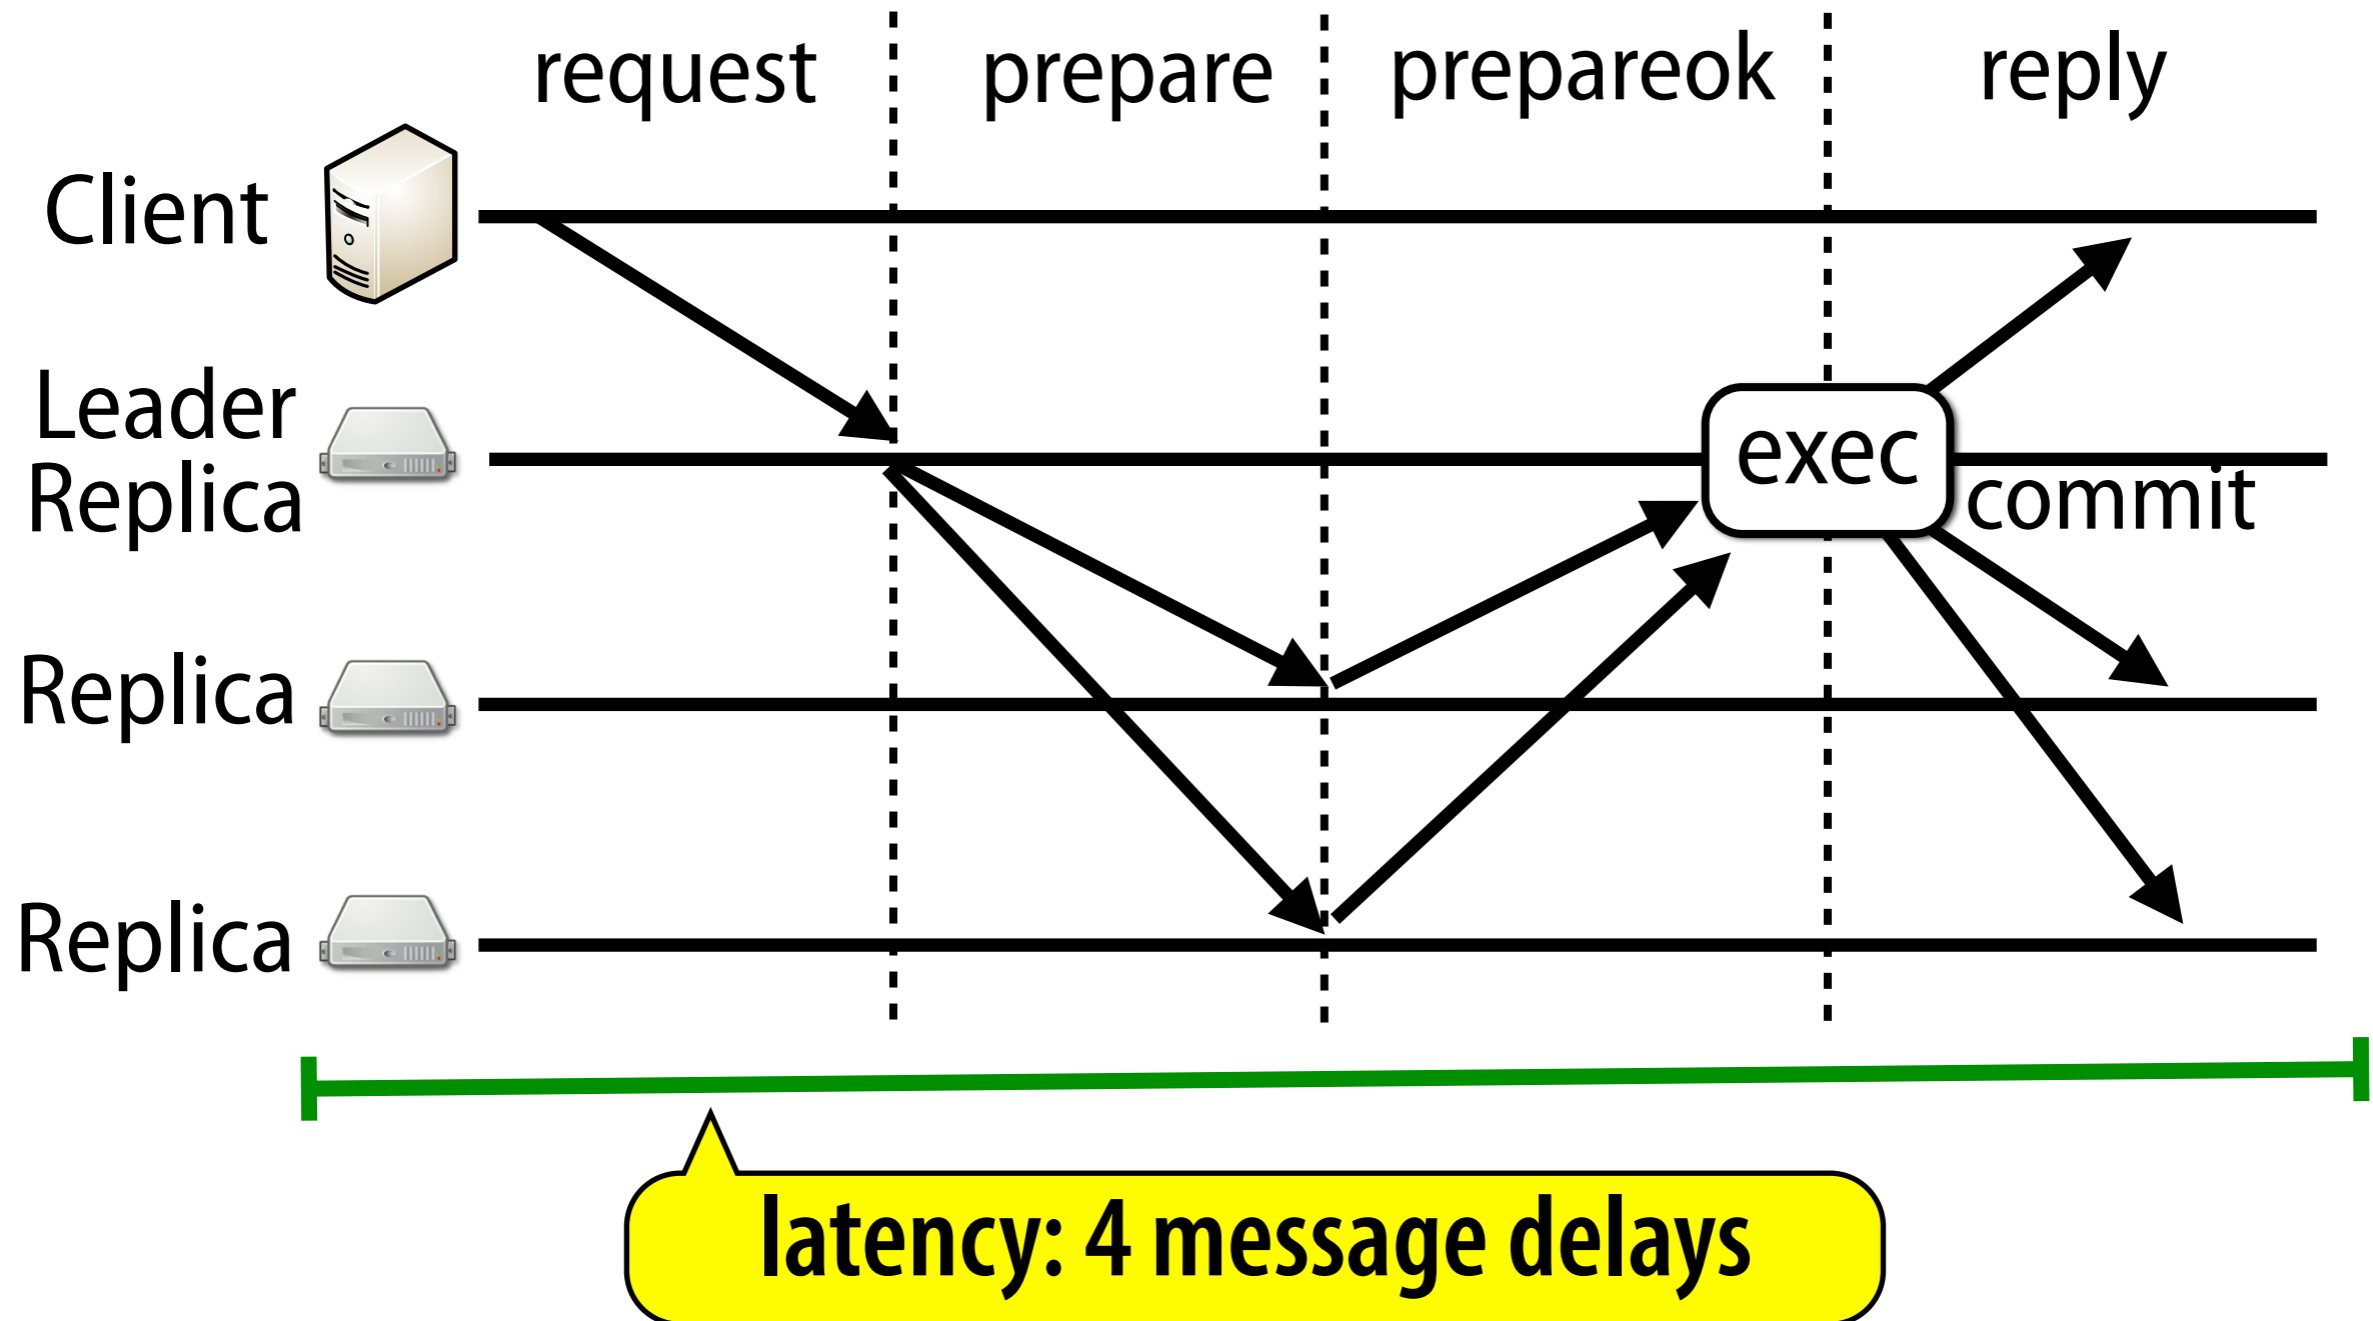 request
prepare
prepareok
reply
Client
Leader
Replica
exec
commit
Replica
Replica
latency: 4 message delays